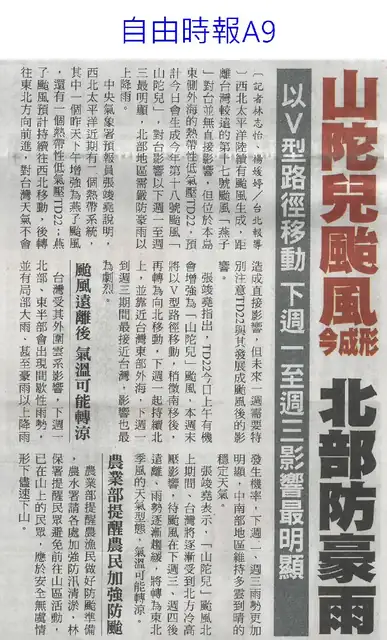 自由時報A9
山陀兒颱風今成形 北部防豪雨
以V型路徑移動 下週一至週三影響最明顯
〔記者林志怡、楊媛婷／台北報導
〕西北太平洋陸續有颱風生成，距
離台灣較遠的第十七號颱風「燕子
」對台並無直接影響，但位於本島
東側外海的熱帶性低氣壓TD22，預
計今日會生成今年第十八號颱風「
山陀兒」，對台影響以下週一至週
三最明顯，北部地區需嚴防豪雨以
上降雨。
中央氣象署預報員張竣堯說明，
西北太平洋近期有一個熱帶系統，
其中一個昨天下午增強為燕子颱風
，還有一個熱帶性低氣壓TD22；燕
子颱風預計持續往西北移動，後轉
往東北方向前進，對台灣天氣不會
造成直接影響，但未來一週需要特
別注意TD22與其發展成颱風後的影
響。
張竣堯指出，TD22今日上午有機
會增強為「山陀兒」颱風，本週末
將以V型路徑移動，稍微南移後，
再轉為向北移動，下週一起持續北
上，並靠近台灣東部外海，下週一
到週三期間最接近台灣，影響也最
為劇烈。
颱風遠離後 氣溫可能轉涼
台灣受其外圍雲系影響，下週一
北部、東半部會出現間歇性雨勢，
並有局部大雨，甚至豪雨以上降雨
發生機率，下週二、週三雨勢更加
明顯，中南部地區維持多雲到晴的
穩定天氣。
張竣堯表示，「山陀兒」颱風北
上期間，台灣將逐漸受到北方冷高
壓影響，待颱風在下週三、週四後
遠離、雨勢逐漸趨緩，將轉為東北
季風的天氣型態，氣溫可能轉涼。
農業部提醒農民加強防颱
農業部提醒農漁民做好防颱準備
，農水署請各處加強防汛清淤，林
保署提醒民眾避免前往山區活動，
已在山上的民眾，應於安全無虞情
形下儘速下山。